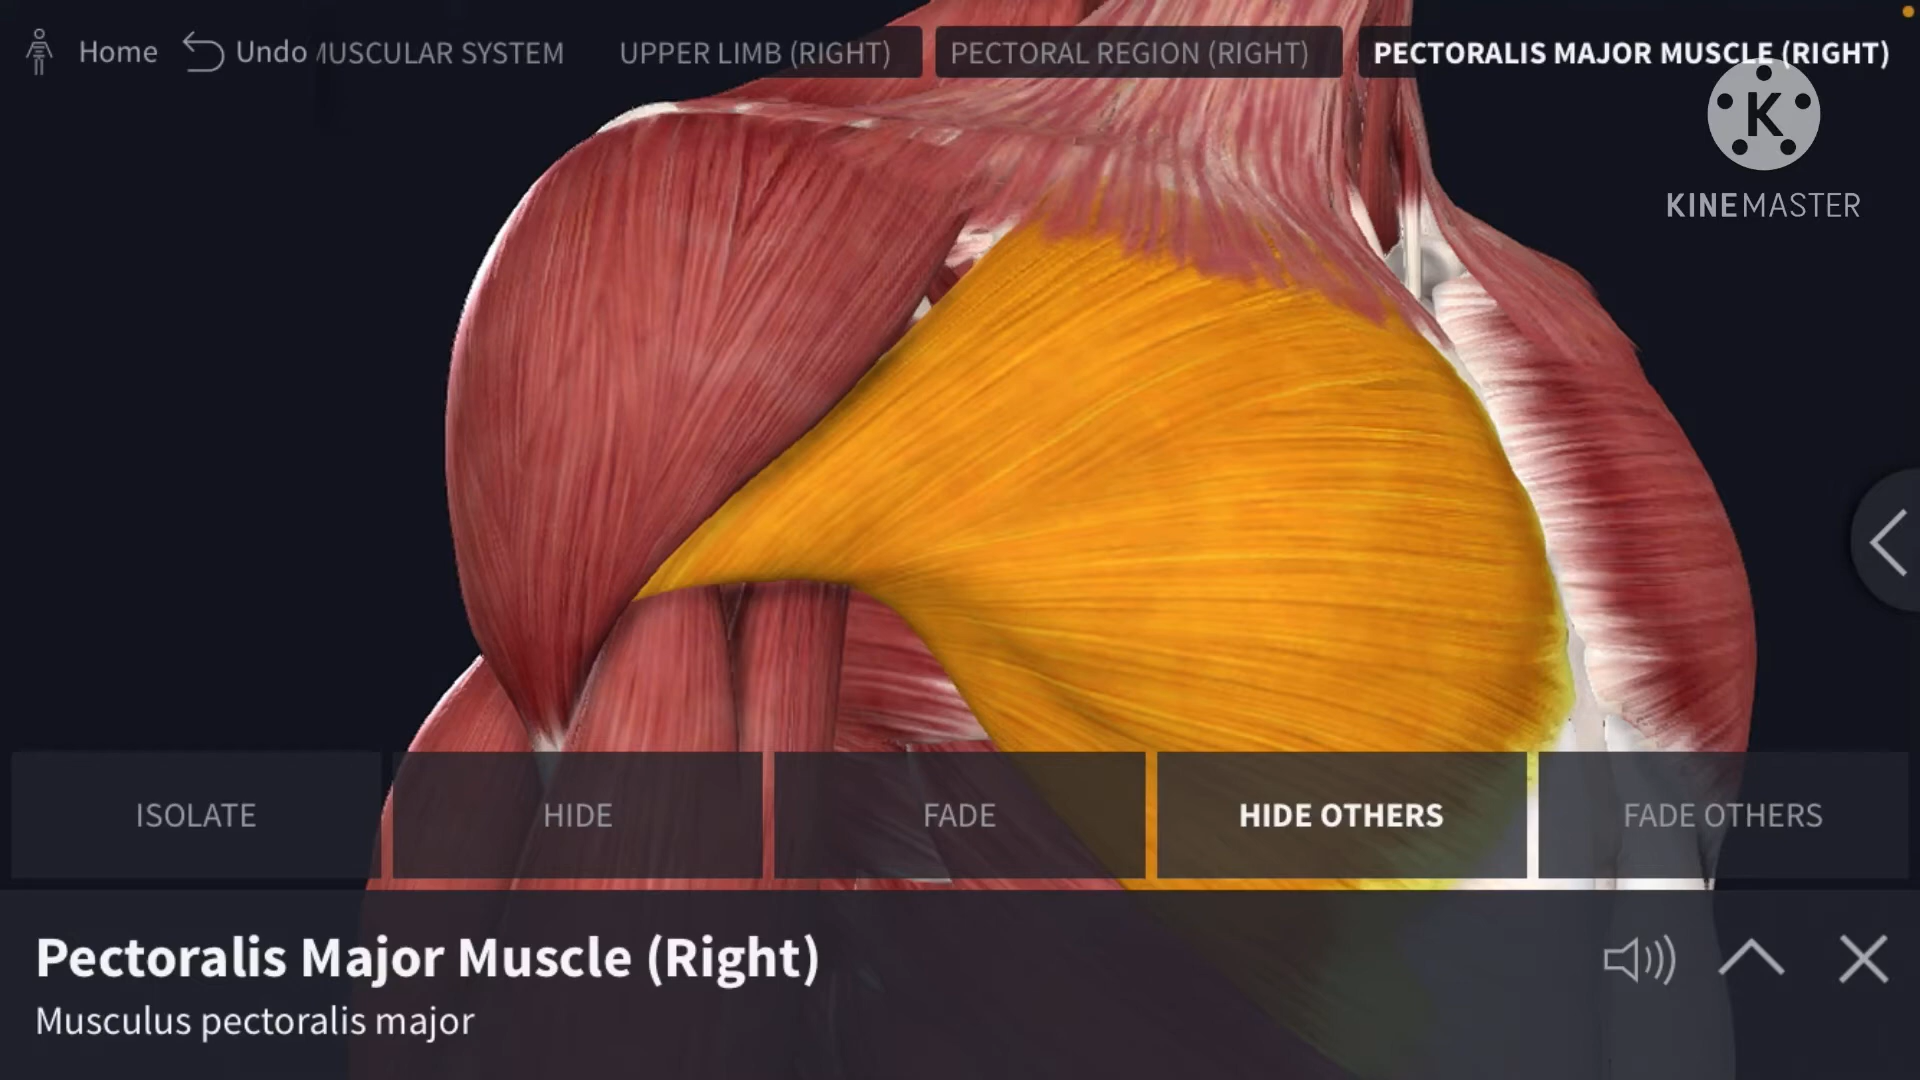 Home Undo MUSCULAR SYSTEM UPPER LIMB (RIGHT) PECTORAL REGION (RIGHT) PECTORALIS MAJOR MUSCLE (RIGHT)
K
KINEMASTER
ISOLATE HIDE FADE HIDE OTHERS FADE OTHERS
Pectoralis Major Muscle (Right)
Musculus pectoralis major